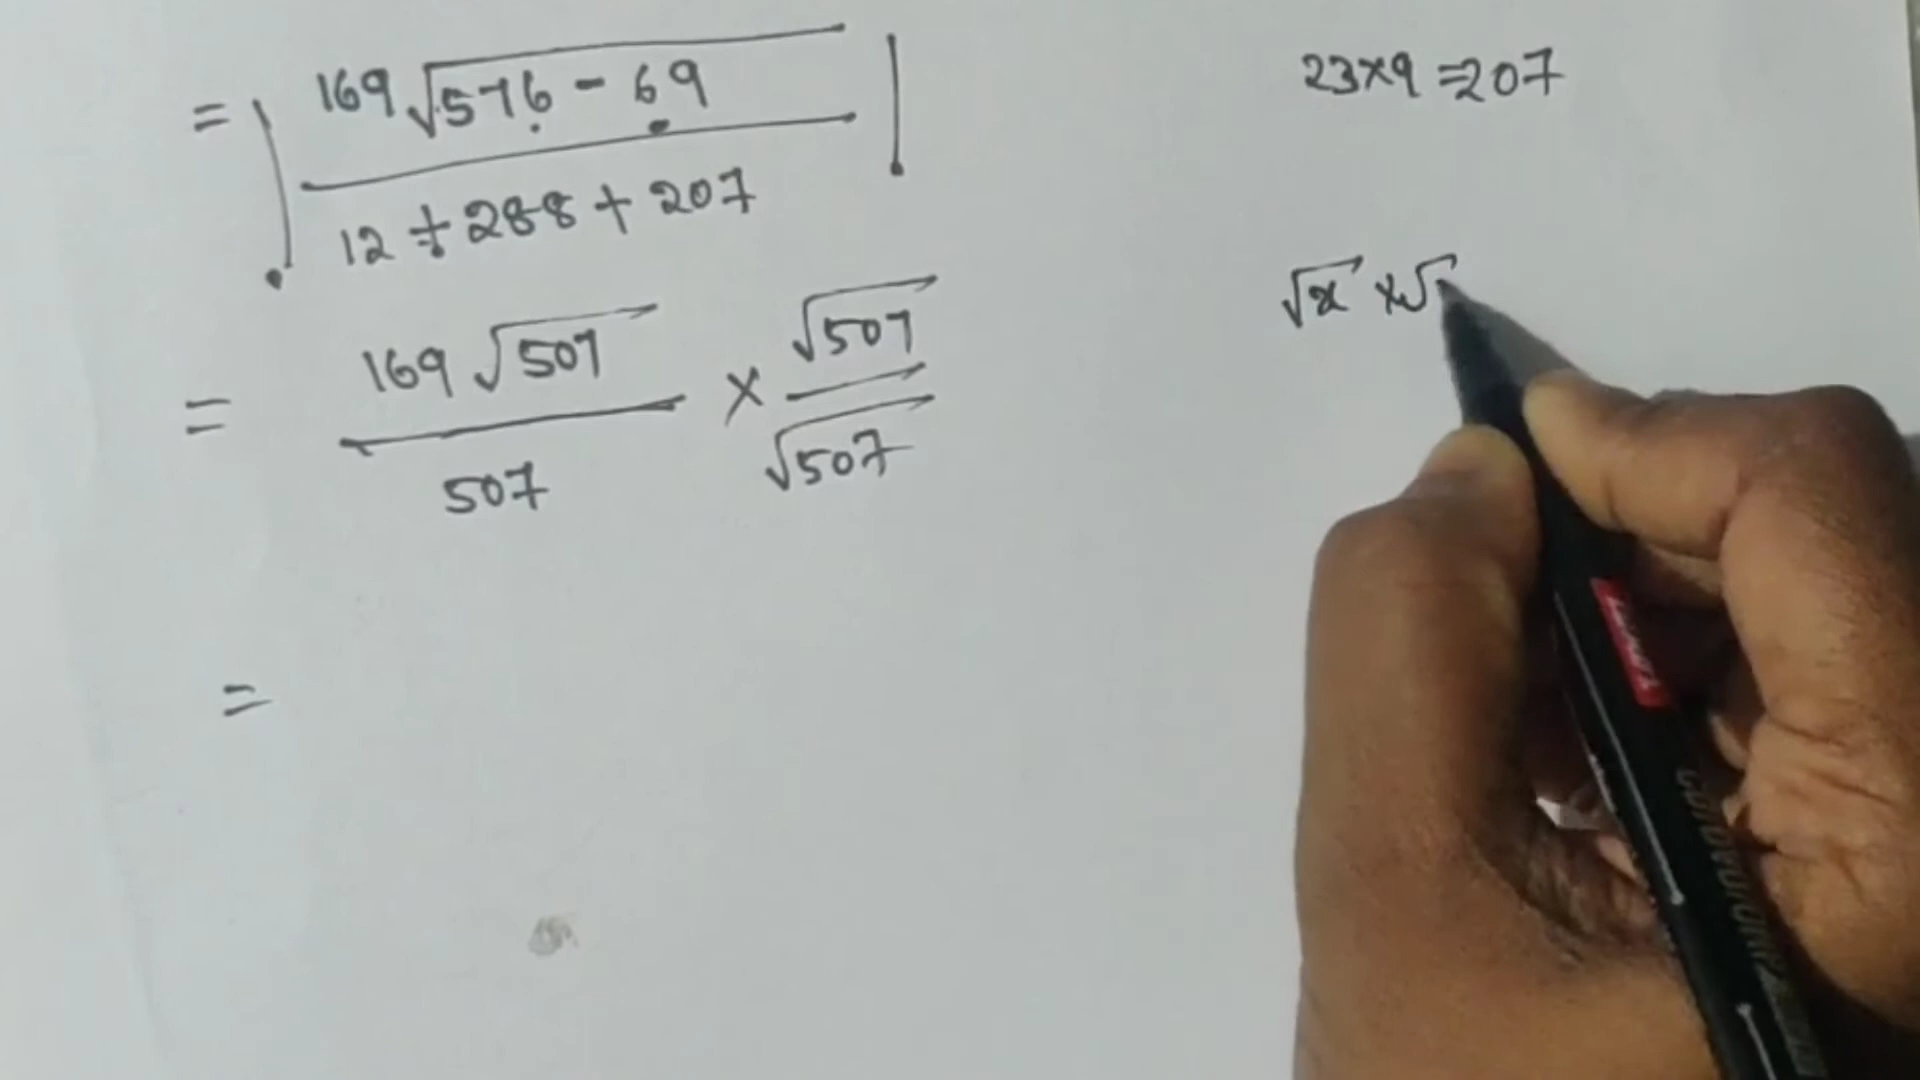 = | 169√576 - 69 / 12 + 288 + 207 |
23×9 = 207
= 169√507 / 507 × √507 / √507
√x × √
=